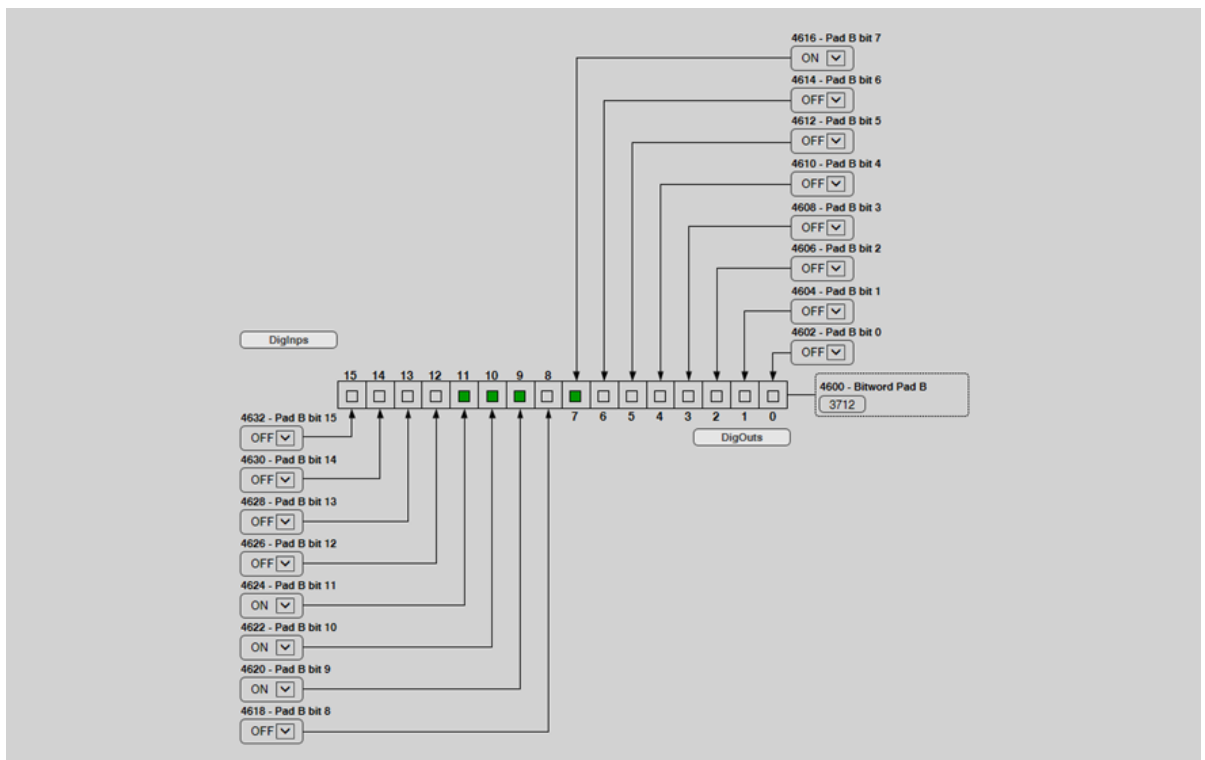 4616 - Pad B bit 7
ON
4614 - Pad B bit 6
OFF
4612 - Pad B bit 5
OFF
4610 - Pad B bit 4
OFF
4608 - Pad B bit 3
OFF
4606 - Pad B bit 2
OFF
4604 - Pad B bit 1
OFF
4602 - Pad B bit 0
OFF
DigInps
15 14 13 12 11 10 9 8
7 6 5 4 3 2 1 0
4600 - Bitword Pad B
3712
DigOuts
4632 - Pad B bit 15
OFF
4630 - Pad B bit 14
OFF
4628 - Pad B bit 13
OFF
4626 - Pad B bit 12
OFF
4624 - Pad B bit 11
ON
4622 - Pad B bit 10
ON
4620 - Pad B bit 9
ON
4618 - Pad B bit 8
OFF